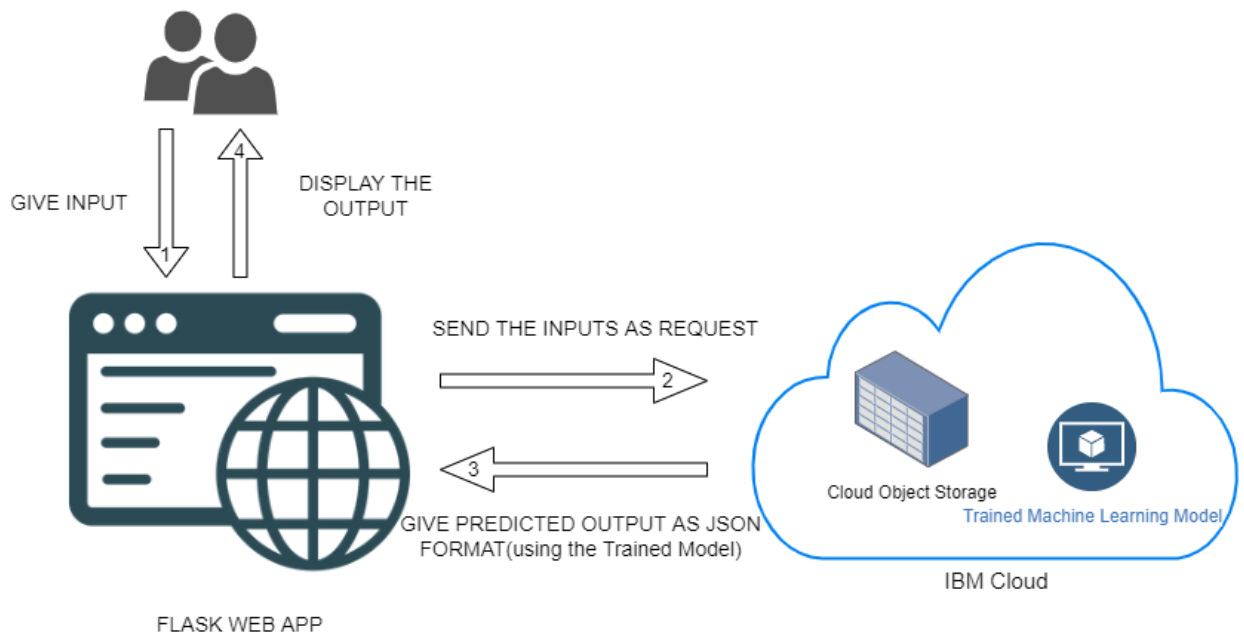 4
DISPLAY THE
OUTPUT
GIVE INPUT
1
SEND THE INPUTS AS REQUEST
2
3
GIVE PREDICTED OUTPUT AS JSON
FORMAT(using the Trained Model)
Cloud Object Storage
Trained Machine Learning Model
IBM Cloud
FLASK WEB APP